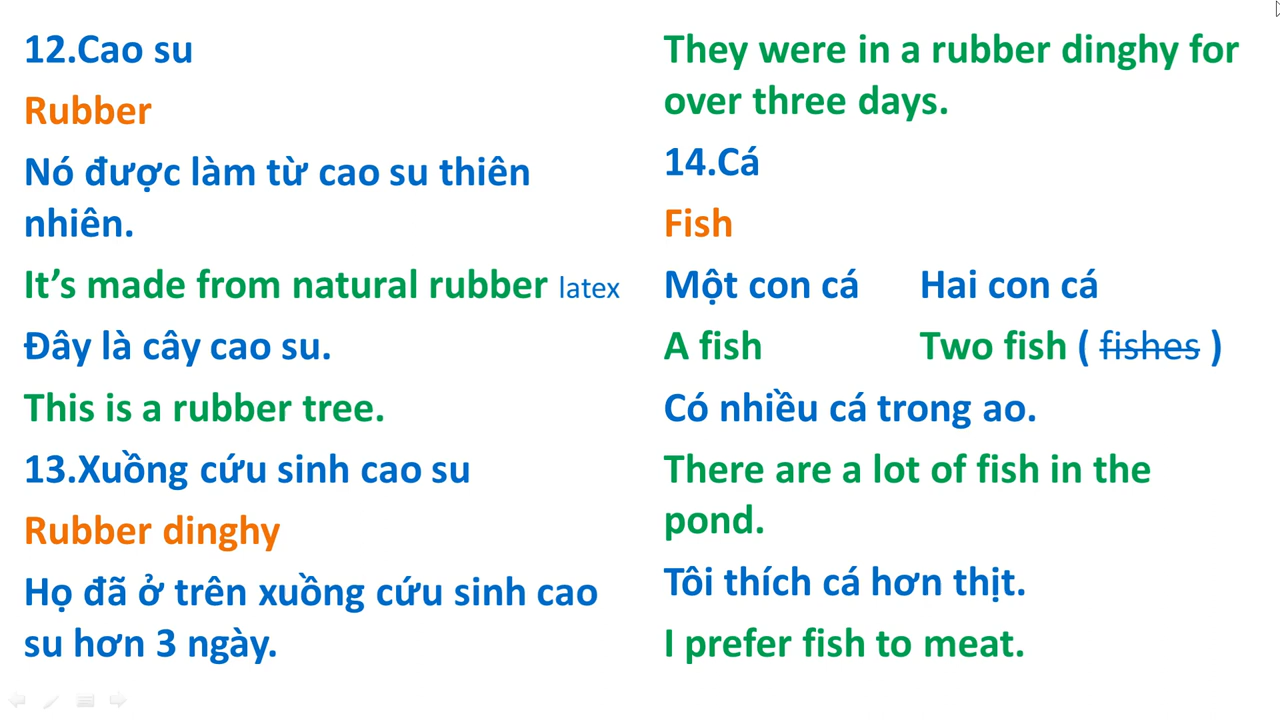 12.Cao su
Rubber
Nó được làm từ cao su thiên
nhiên.
It’s made from natural rubber latex
Đây là cây cao su.
This is a rubber tree.
13.Xuồng cứu sinh cao su
Rubber dinghy
Họ đã ở trên xuồng cứu sinh cao
su hơn 3 ngày.
They were in a rubber dinghy for
over three days.
14.Cá
Fish
Một con cá Hai con cá
A fish Two fish ( fishes )
Có nhiều cá trong ao.
There are a lot of fish in the
pond.
Tôi thích cá hơn thịt.
I prefer fish to meat.